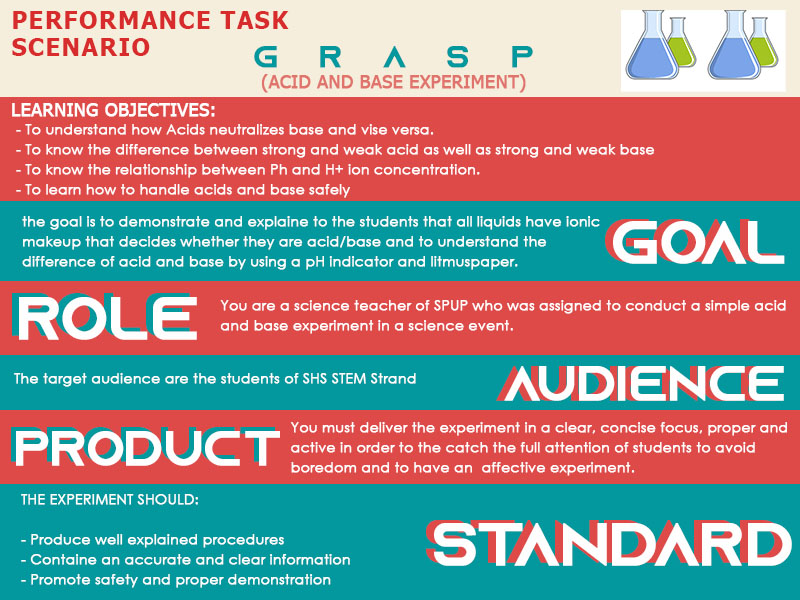 PERFORMANCE TASK
SCENARIO
G R A S P
(ACID AND BASE EXPERIMENT)
LEARNING OBJECTIVES:
- To understand how Acids neutralizes base and vise versa.
- To know the difference between strong and weak acid as well as strong and weak base
- To know the relationship between Ph and H+ ion concentration.
- To learn how to handle acids and base safely
the goal is to demonstrate and explaine to the students that all liquids have ionic
makeup that decides whether they are acid/base and to understand the
difference of acid and base by using a pH indicator and litmuspaper.
GOAL
ROLE
You are a science teacher of SPUP who was assigned to conduct a simple acid
and base experiment in a science event.
The target audience are the students of SHS STEM Strand
AUDIENCE
PRODUCT
You must deliver the experiment in a clear, concise focus, proper and
active in order to the catch the full attention of students to avoid
boredom and to have an affective experiment.
THE EXPERIMENT SHOULD:
- Produce well explained procedures
- Containe an accurate and clear information
- Promote safety and proper demonstration
STANDARD